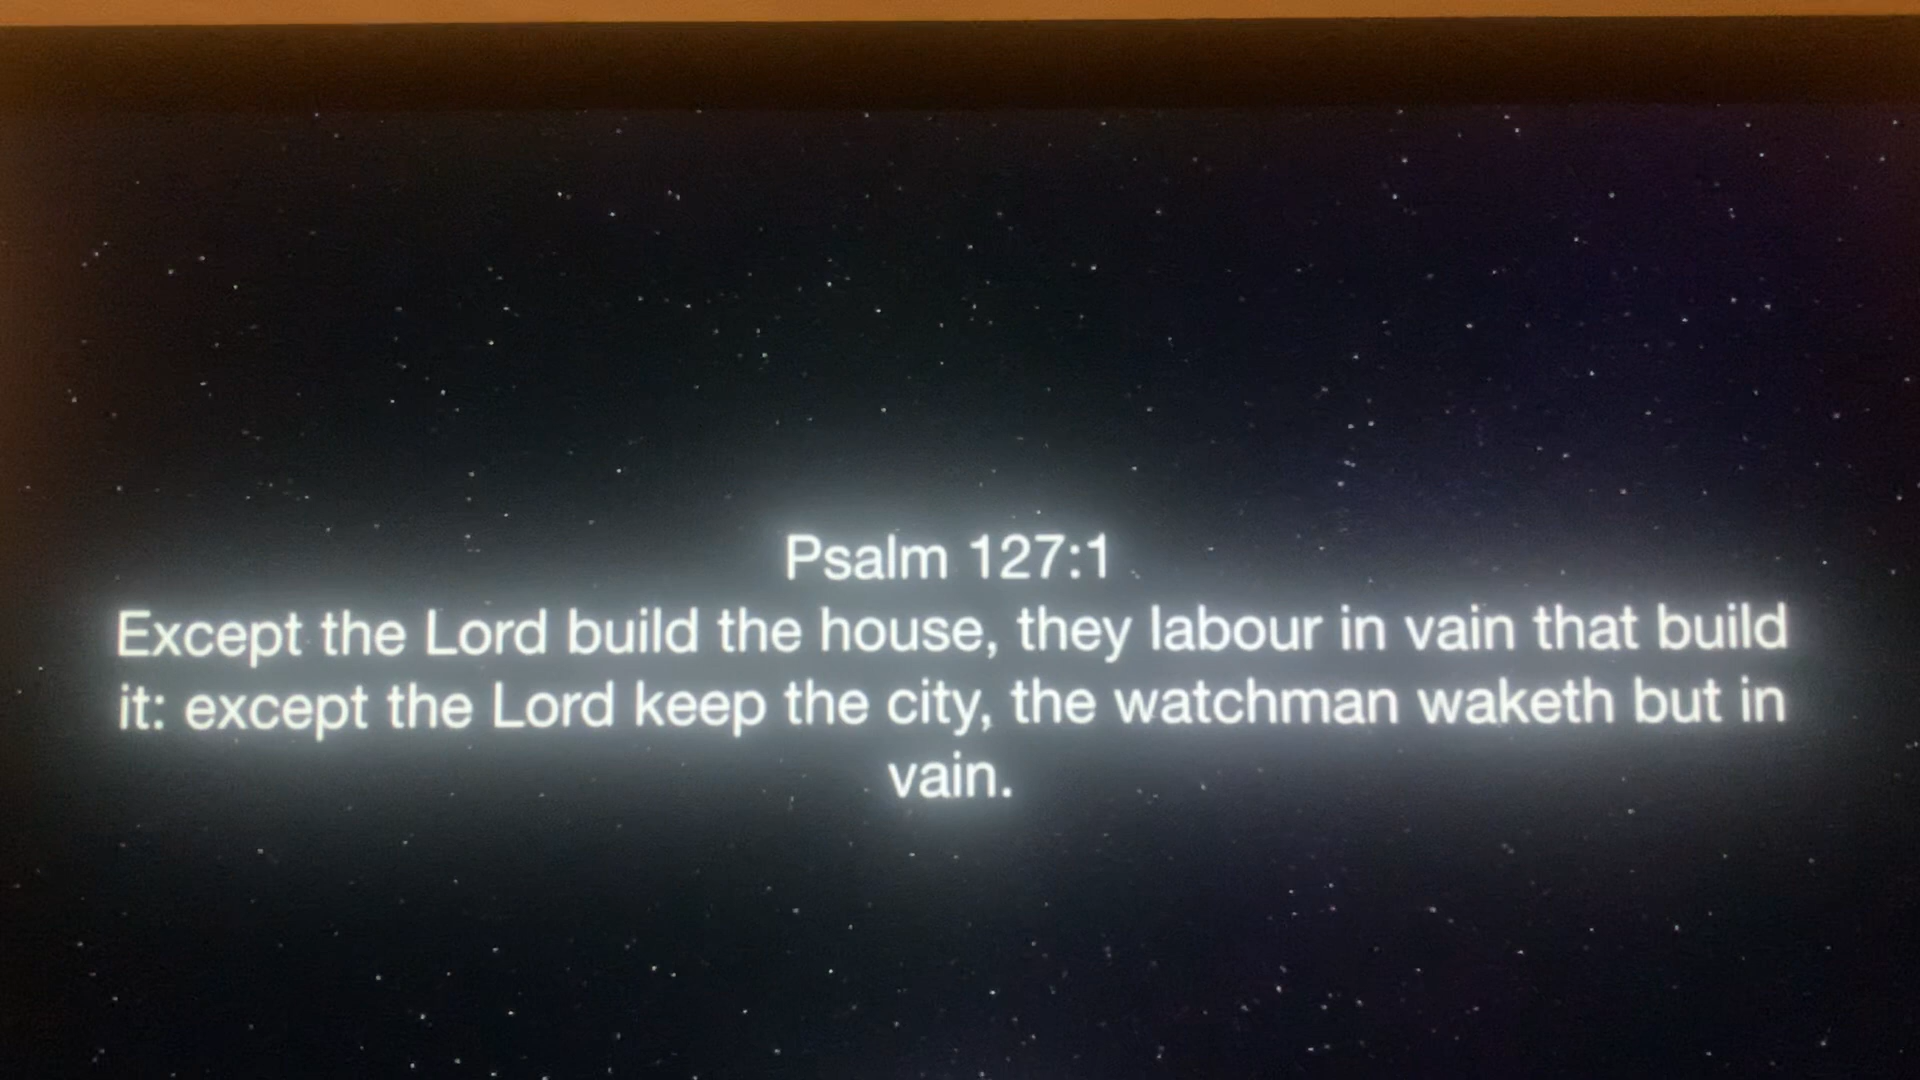 Psalm 127:1
Except the Lord build the house, they labour in vain that build
it: except the Lord keep the city, the watchman waketh but in
vain.